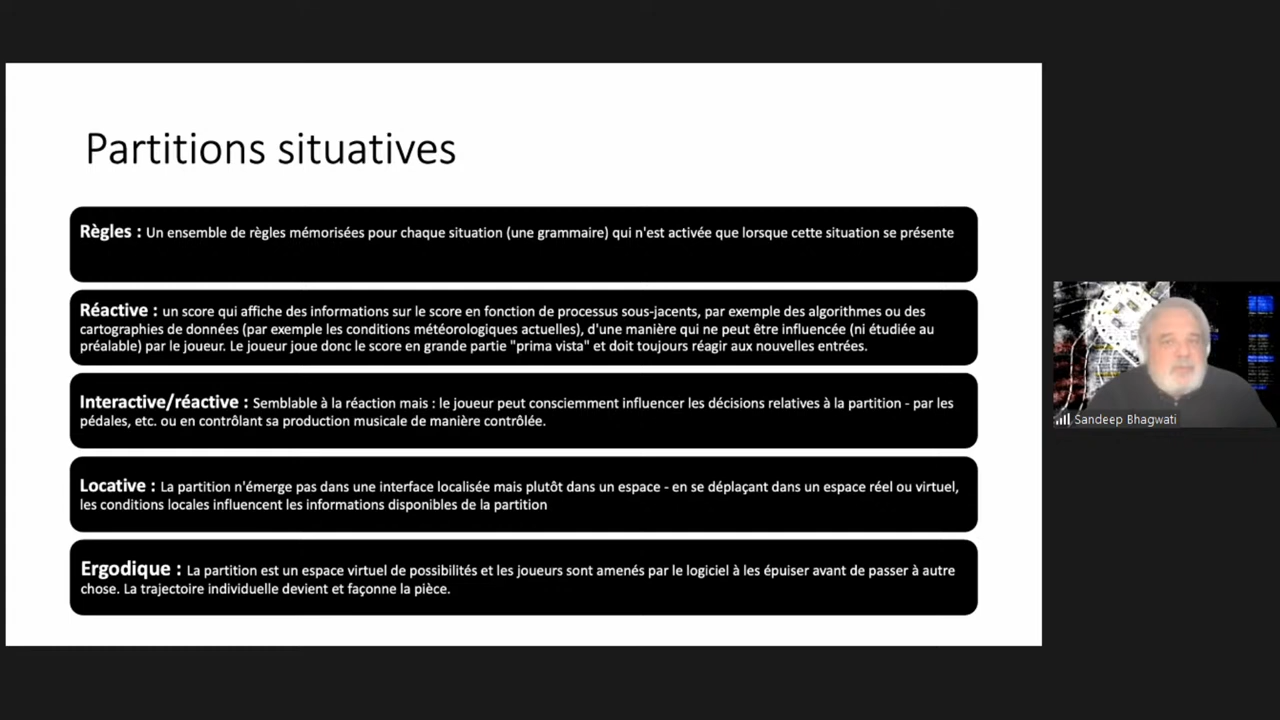 Partitions situatives
Règles : Un ensemble de règles mémorisées pour chaque situation (une grammaire) qui n'est activée que lorsque cette situation se présente
Réactive : un score qui affiche des informations sur le score en fonction de processus sous-jacents, par exemple des algorithmes ou des
cartographies de données (par exemple les conditions météorologiques actuelles), d'une manière qui ne peut être influencée (ni étudiée au
préalable) par le joueur. Le joueur joue donc le score en grande partie "prima vista" et doit toujours réagir aux nouvelles entrées.
Interactive/réactive : Semblable à la réaction mais : le joueur peut consciemment influencer les décisions relatives à la partition - par les
pédales, etc. ou en contrôlant sa production musicale de manière contrôlée.
Locative : La partition n'émerge pas dans une interface localisée mais plutôt dans un espace - en se déplaçant dans un espace réel ou virtuel,
les conditions locales influencent les informations disponibles de la partition
Ergodique : La partition est un espace virtuel de possibilités et les joueurs sont amenés par le logiciel à les épuiser avant de passer à autre
chose. La trajectoire individuelle devient et façonne la pièce.
Sandeep Bhagwati